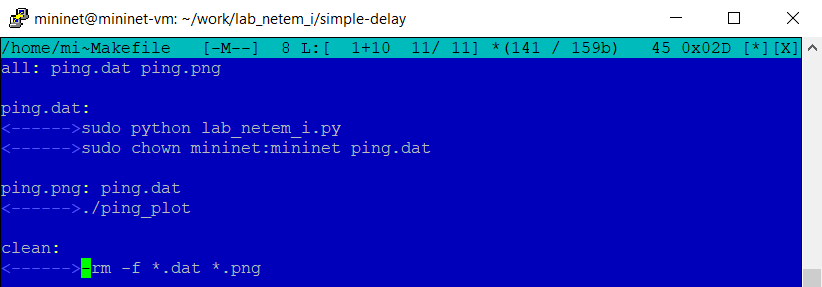 mininet@mininet-vm: ~/work/lab_netem_i/simple-delay
/home/mi~Makefile   [-M--]  8 L:[  1+10  11/ 11] *(141 / 159b)   45 0x02D [*][X]
all: ping.dat ping.png
ping.dat:
<------>sudo python lab_netem_i.py
<------>sudo chown mininet:mininet ping.dat
ping.png: ping.dat
<------>./ping_plot
clean:
<------>-rm -f *.dat *.png